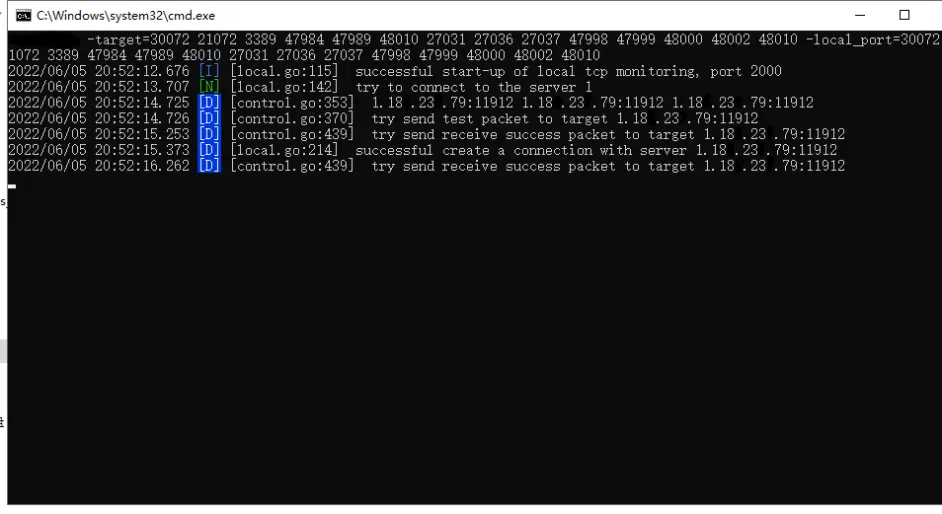 C:\Windows\system32\cmd.exe
-target=30072 21072 3389 47984 47989 48010 27031 27036 27037 47998 47999 48000 48002 48010 -local_port=30072
1072 3389 47984 47989 48010 27031 27036 27037 47998 47999 48000 48002 48010
2022/06/05 20:52:12.676 [I] [local.go:115] successful start-up of local tcp monitoring, port 2000
2022/06/05 20:52:13.707 [N] [local.go:142] try to connect to the server 1
2022/06/05 20:52:14.725 [D] [control.go:353] 1.18 .23 .79:11912 1.18 .23 .79:11912 1.18 .23 .79:11912
2022/06/05 20:52:14.726 [D] [control.go:370] try send test packet to target 1.18 .23 .79:11912
2022/06/05 20:52:15.253 [D] [control.go:439] try send receive success packet to target 1.18 .23 .79:11912
2022/06/05 20:52:15.373 [D] [local.go:214] successful create a connection with server 1.18 .23 .79:11912
2022/06/05 20:52:16.262 [D] [control.go:439] try send receive success packet to target 1.18 .23 .79:11912